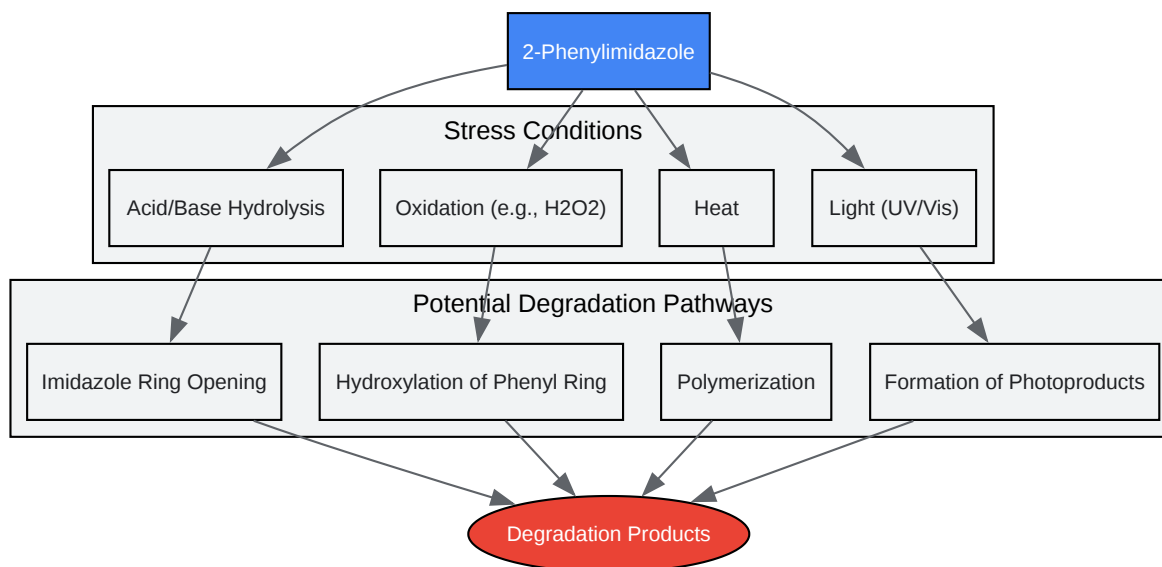 2-Phenylimidazole
Stress Conditions
Acid/Base Hydrolysis
Oxidation (e.g., H2O2)
Heat
Light (UV/Vis)
Potential Degradation Pathways
Imidazole Ring Opening
Hydroxylation of Phenyl Ring
Polymerization
Formation of Photoproducts
Degradation Products